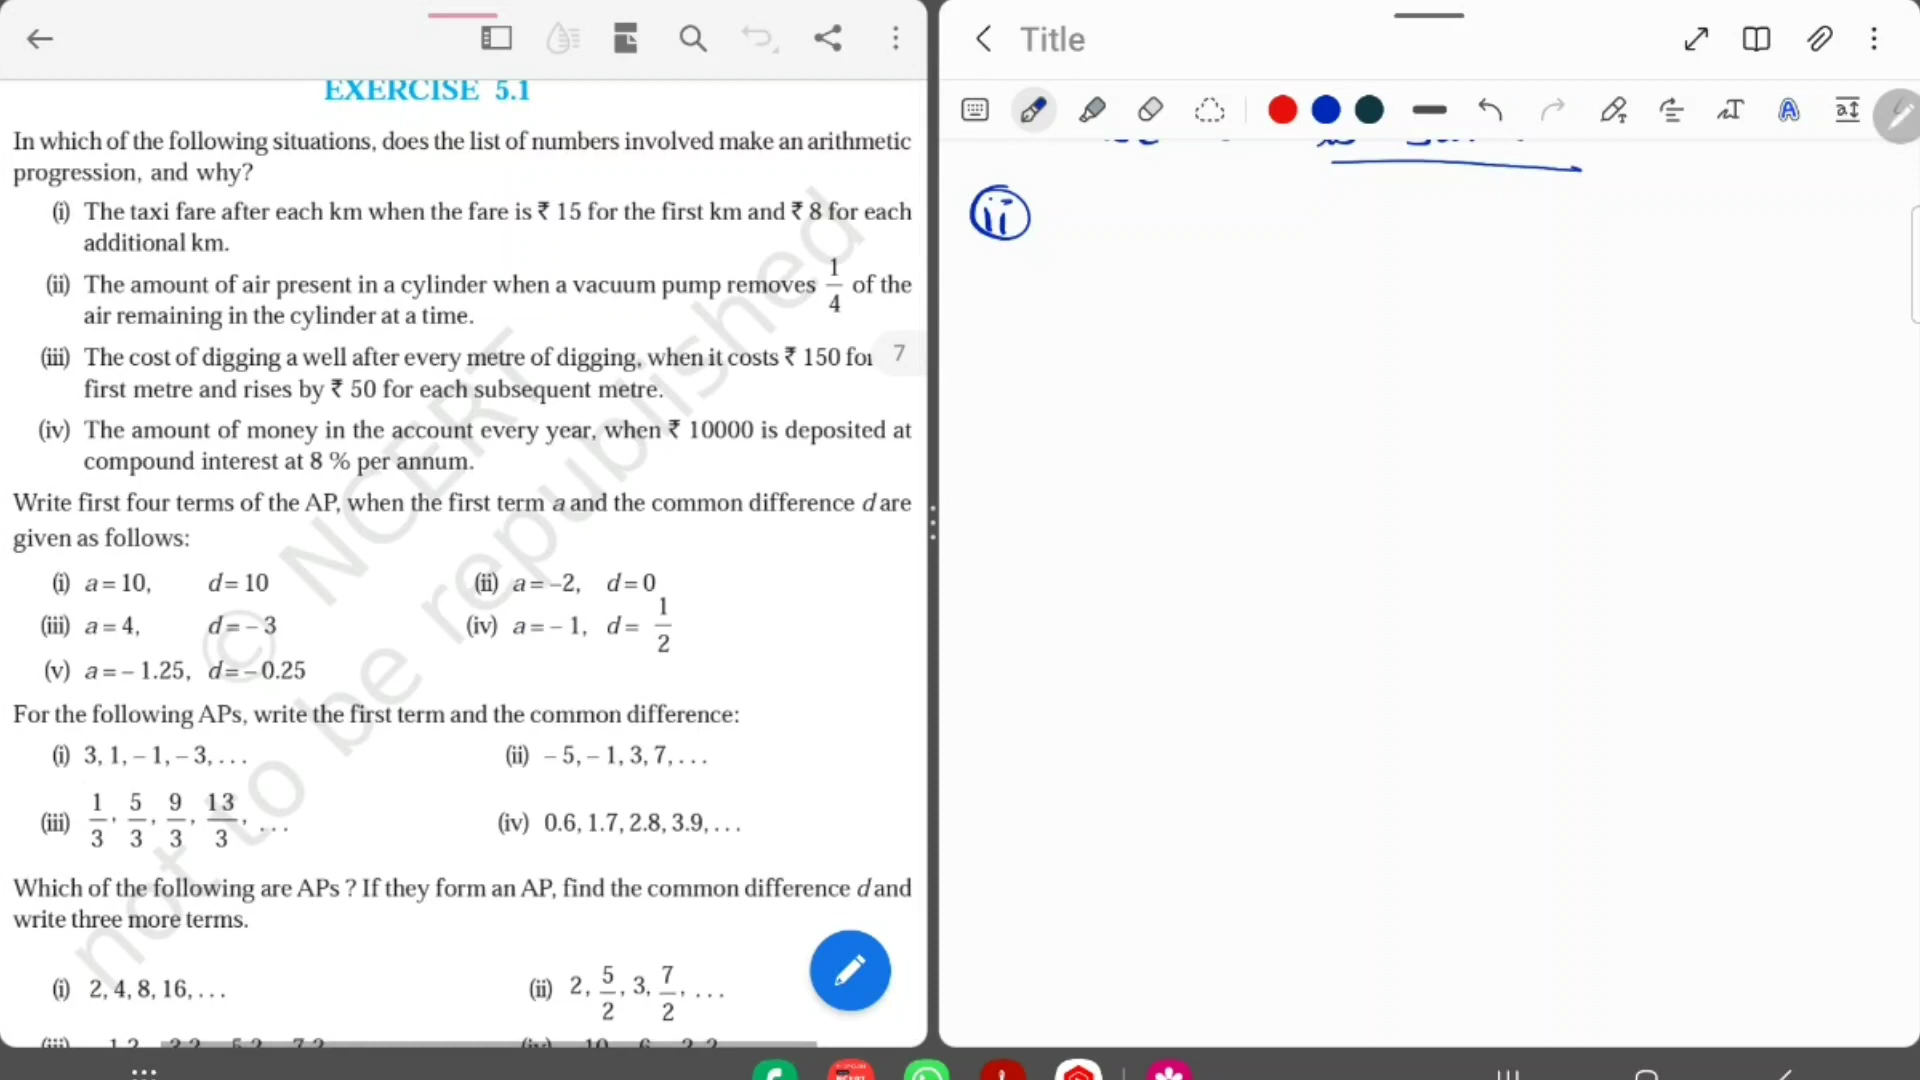 Title
EXERCISE 5.1
In which of the following situations, does the list of numbers involved make an arithmetic
progression, and why?
(i) The taxi fare after each km when the fare is ₹ 15 for the first km and ₹ 8 for each
additional km.
(ii) The amount of air present in a cylinder when a vacuum pump removes 1/4 of the
air remaining in the cylinder at a time.
(iii) The cost of digging a well after every metre of digging, when it costs ₹ 150 for
first metre and rises by ₹ 50 for each subsequent metre.
7
(iv) The amount of money in the account every year, when ₹ 10000 is deposited at
compound interest at 8 % per annum.
Write first four terms of the AP, when the first term a and the common difference d are
given as follows:
(i) a = 10, d = 10 (ii) a = –2, d = 0
(iii) a = 4, d = – 3 (iv) a = – 1, d = 1/2
(v) a = – 1.25, d = – 0.25
For the following APs, write the first term and the common difference:
(i) 3, 1, – 1, – 3, . . . (ii) – 5, – 1, 3, 7, . . .
(iii) 1/3, 5/3, 9/3, 13/3, . . . (iv) 0.6, 1.7, 2.8, 3.9, . . .
Which of the following are APs ? If they form an AP, find the common difference d and
write three more terms.
(i) 2, 4, 8, 16, . . . (ii) 2, 5/2, 3, 7/2, . . .
© NCERT
not to be republished
ii